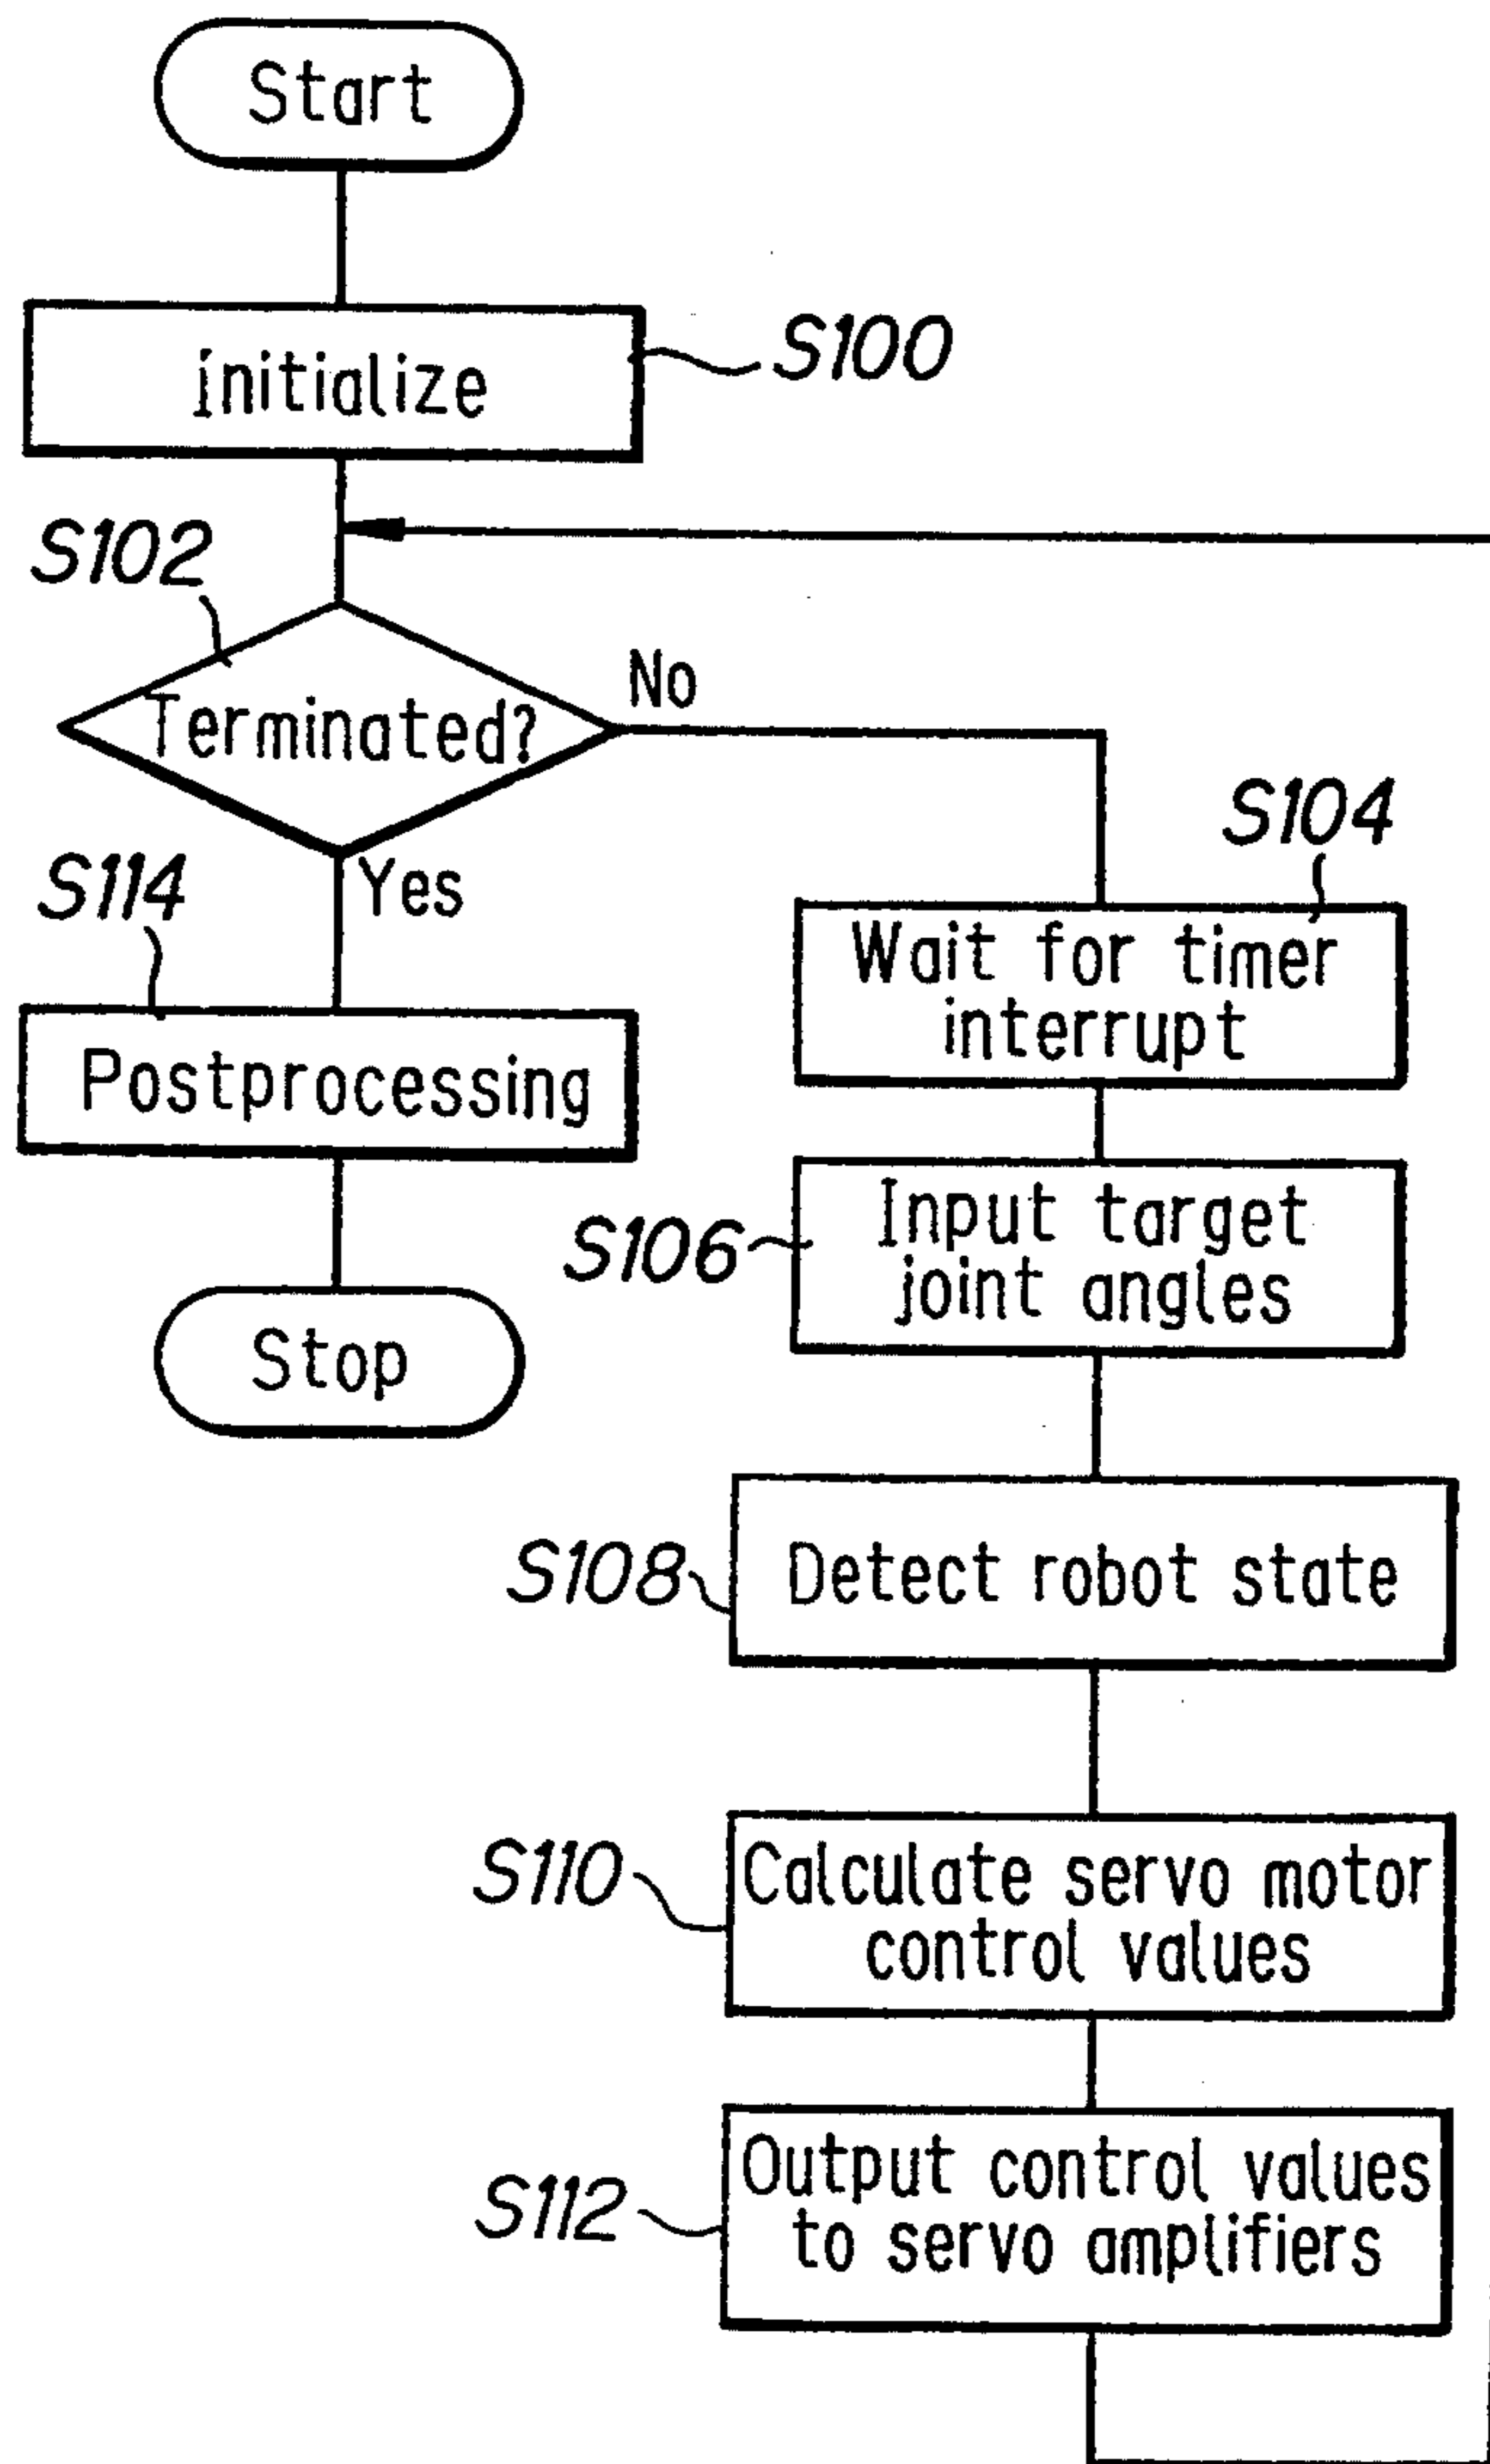 Start
initialize
S100
S102
Terminated?
No
Yes
S114
Postprocessing
Stop
S104
Wait for timer
interrupt
S106
Input target
joint angles
S108
Detect robot state
S110
Calculate servo motor
control values
S112
Output control values
to servo amplifiers